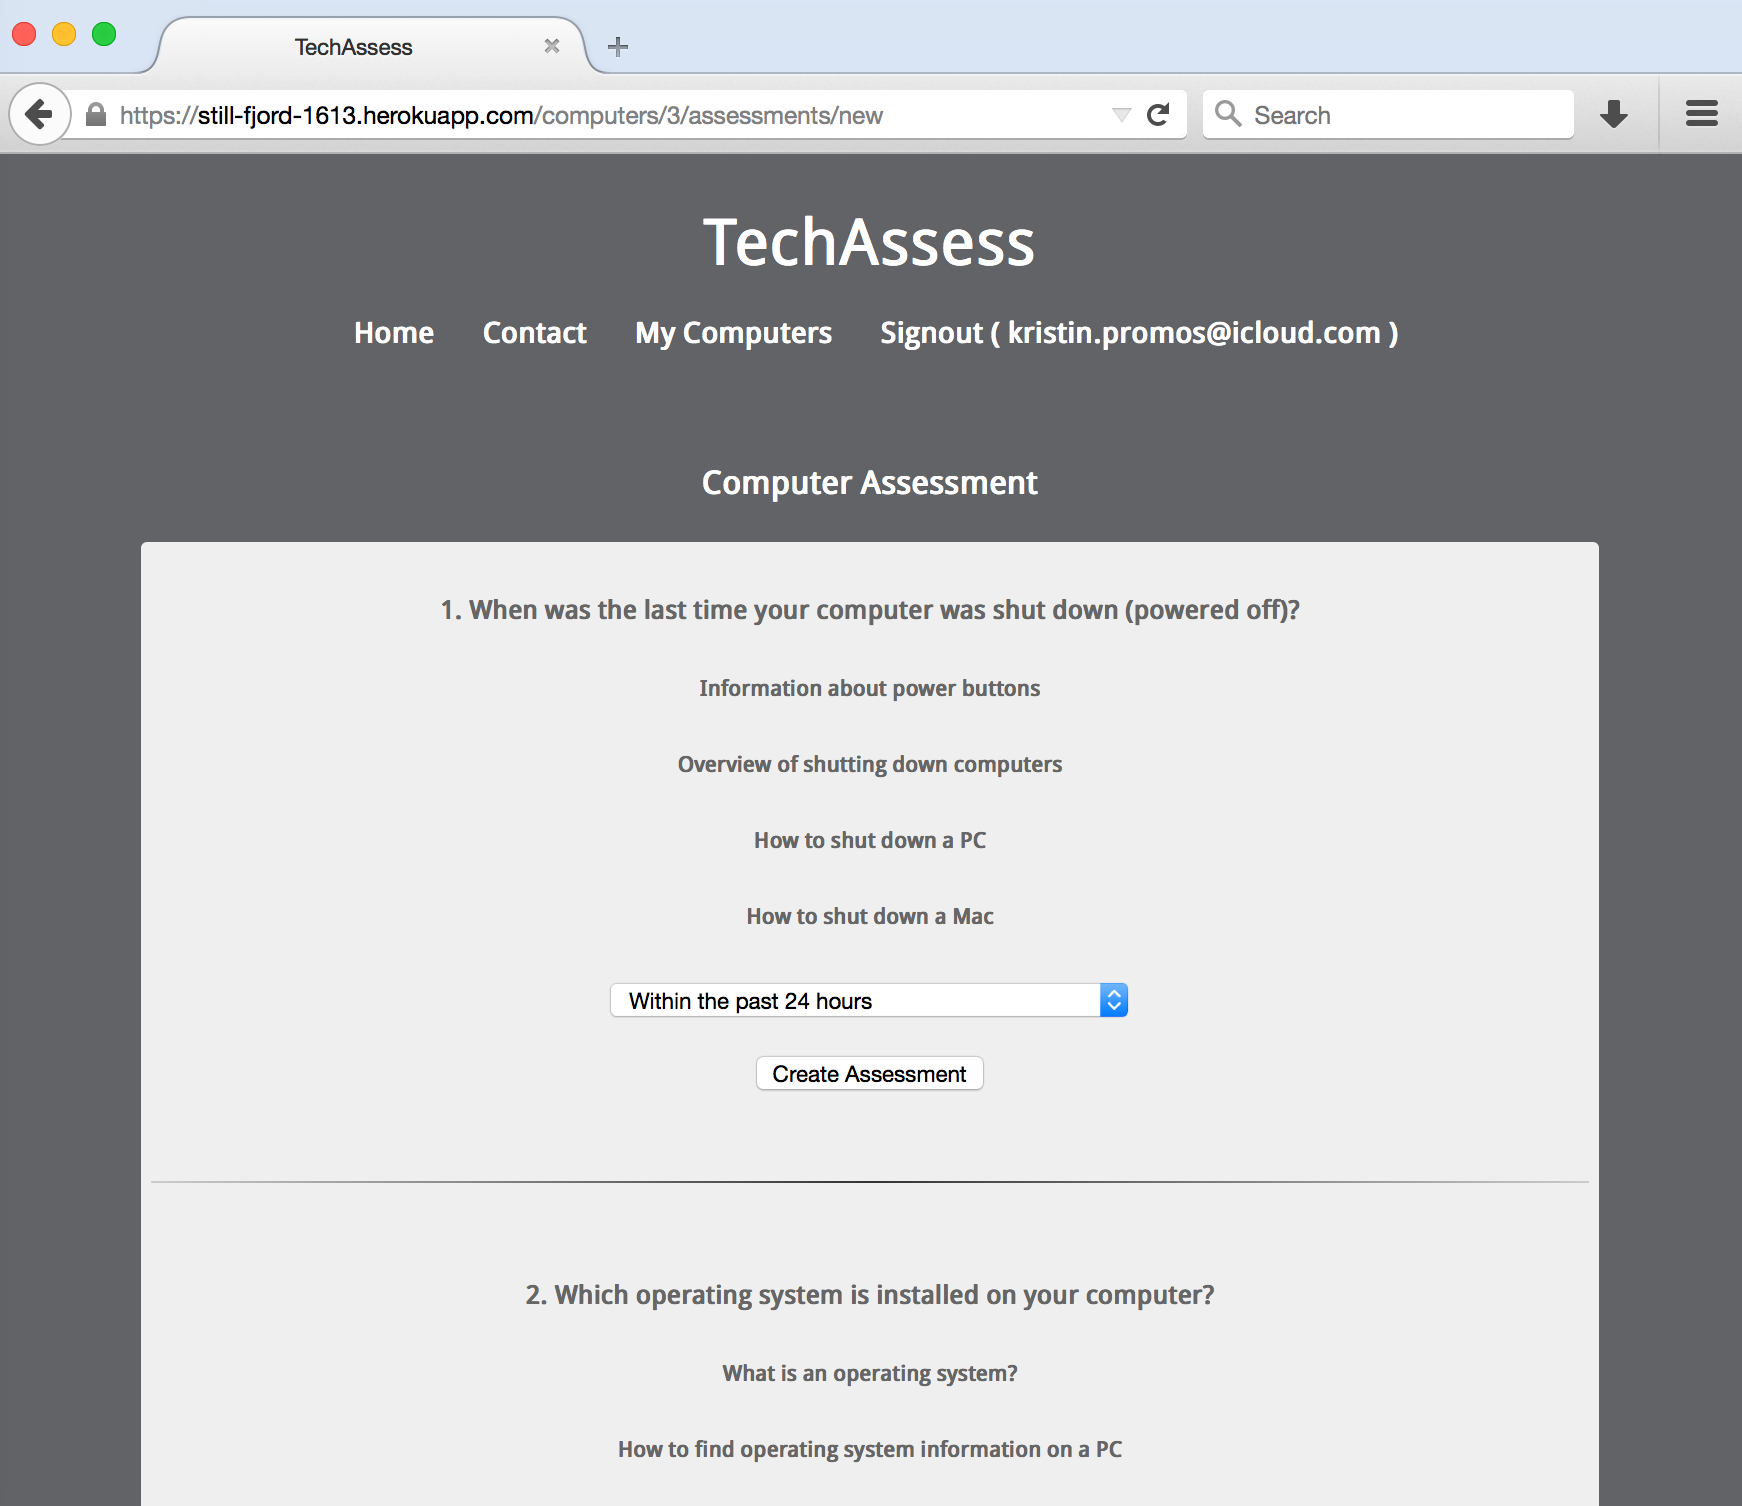 TechAssess
https://still-fjord-1613.herokuapp.com/computers/3/assessments/new
Search
TechAssess
Home Contact My Computers Signout ( kristin.promos@icloud.com )
Computer Assessment
1. When was the last time your computer was shut down (powered off)?
Information about power buttons
Overview of shutting down computers
How to shut down a PC
How to shut down a Mac
Within the past 24 hours
Create Assessment
2. Which operating system is installed on your computer?
What is an operating system?
How to find operating system information on a PC